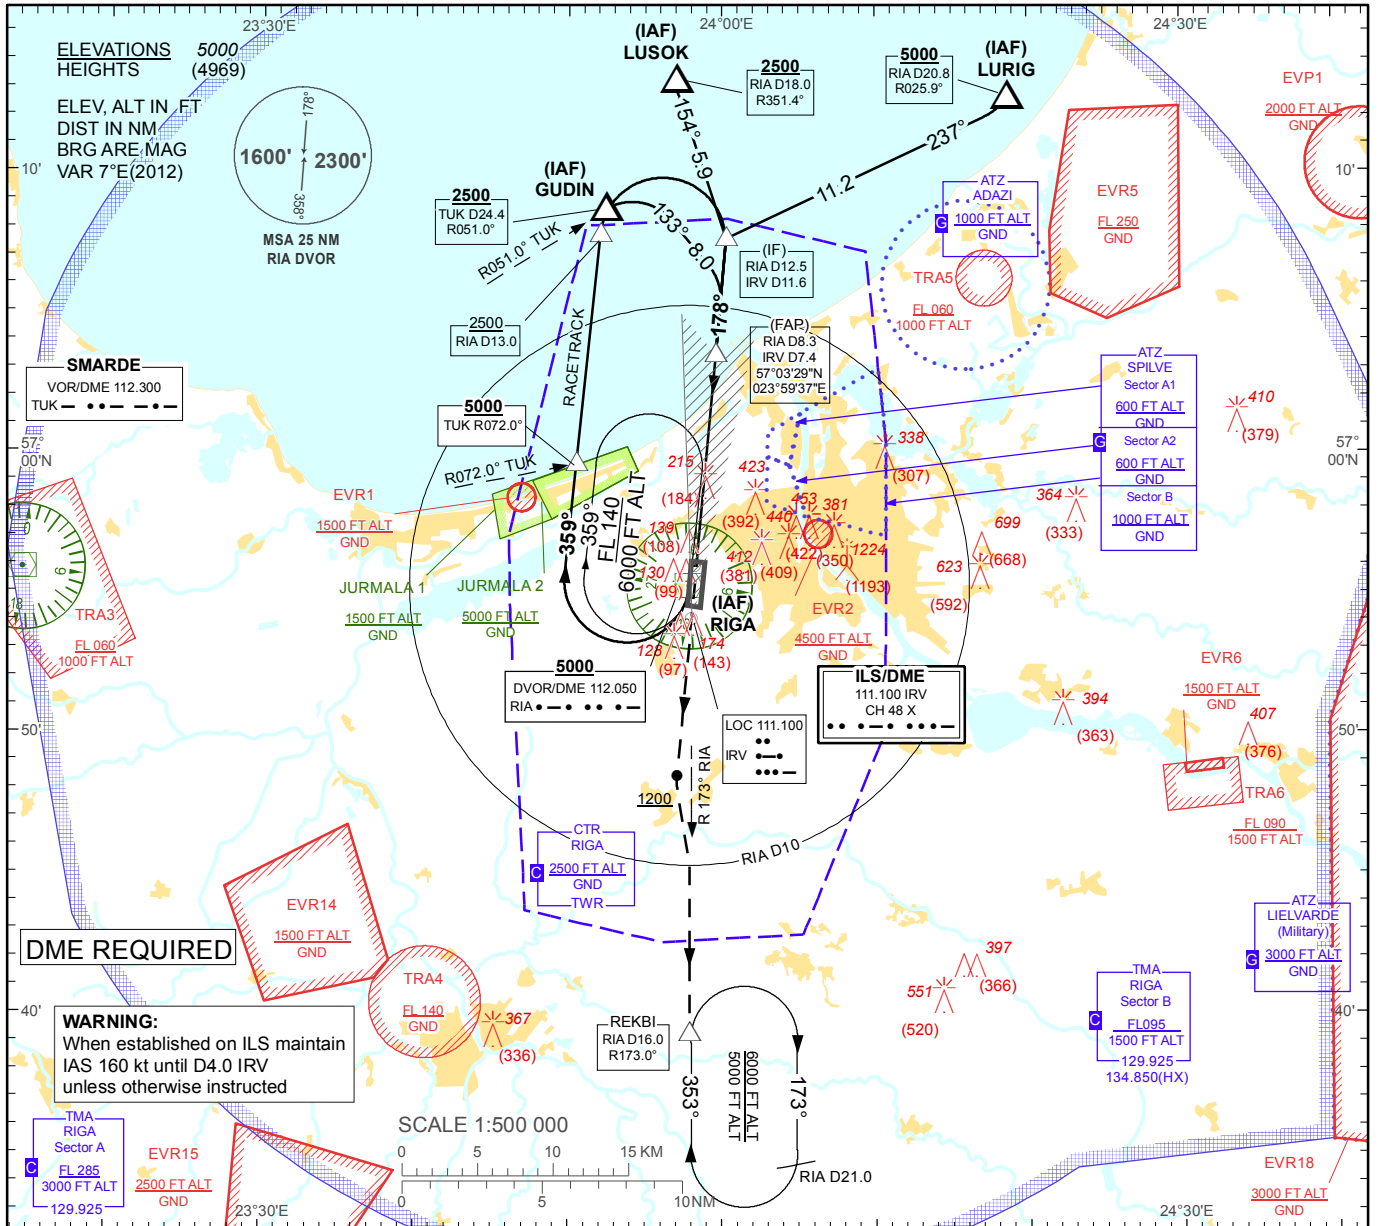 23°30'E
24°00'E
24°30'E
ELEVATIONS 5000
HEIGHTS (4969)
ELEV, ALT IN FT
DIST IN NM
BRG ARE MAG
VAR 7°E(2012)
178°
1600' 2300'
358°
MSA 25 NM
RIA DVOR
10'
10'
(IAF)
LUSOK
2500
RIA D18.0
R351.4°
5000
RIA D20.8
R025.9°
(IAF)
LURIG
154° 5.9
237°
11.2
(IAF)
GUDIN
2500
TUK D24.4
R051.0°
R051.0° TUK
133° 8.0
(IF)
RIA D12.5
IRV D11.6
178°
2500
RIA D13.0
RACETRACK
(FAP)
RIA D8.3
IRV D7.4
57°03'29"N
023°59'37"E
EVP1
2000 FT ALT
GND
EVR5
FL 250
GND
ATZ
ADAZI
G
1000 FT ALT
GND
TRA5
FL 060
1000 FT ALT
SMARDE
VOR/DME 112.300
TUK
5000
TUK R072.0°
R072.0° TUK
ATZ
SPILVE
Sector A1
600 FT ALT
GND
G
Sector A2
600 FT ALT
GND
Sector B
1000 FT ALT
GND
410
(379)
57°
00'N
57°
00'N
338
(307)
215
(184)
423
(392)
453
381
440
(422)
(350)
412
(381)
(409)
1224
(1193)
139
(108)
130
(99)
128
(97)
174
(143)
364
(333)
699
(668)
623
(592)
EVR1
1500 FT ALT
GND
JURMALA 1
1500 FT ALT
GND
JURMALA 2
5000 FT ALT
GND
359°
359°
FL 140
6000 FT ALT
(IAF)
RIGA
EVR2
4500 FT ALT
GND
9
18
TRA3
FL 060
1000 FT ALT
5000
DVOR/DME 112.050
RIA
ILS/DME
111.100 IRV
CH 48 X
LOC 111.100
IRV
R 173° RIA
1200
RIA D10
EVR6
1500 FT ALT
GND
394
(363)
407
(376)
TRA6
FL 090
1500 FT ALT
50'
50'
CTR
RIGA
C
2500 FT ALT
GND
TWR
EVR14
1500 FT ALT
GND
DME REQUIRED
TRA4
FL 140
GND
367
(336)
397
(366)
551
(520)
ATZ
LIELVARDE
(Military)
G
3000 FT ALT
GND
TMA
RIGA
Sector B
C
FL095
1500 FT ALT
129.925
134.850(HX)
40'
40'
WARNING:
When established on ILS maintain
IAS 160 kt until D4.0 IRV
unless otherwise instructed
REKBI
RIA D16.0
R173.0°
353°
6000 FT ALT
5000 FT ALT
173°
RIA D21.0
SCALE 1:500 000
0 5 10 15 KM
0 5 10NM
TMA
RIGA
Sector A
C
FL 285
3000 FT ALT
129.925
EVR15
2500 FT ALT
GND
EVR18
3000 FT ALT
GND
23°30'E
24°30'E